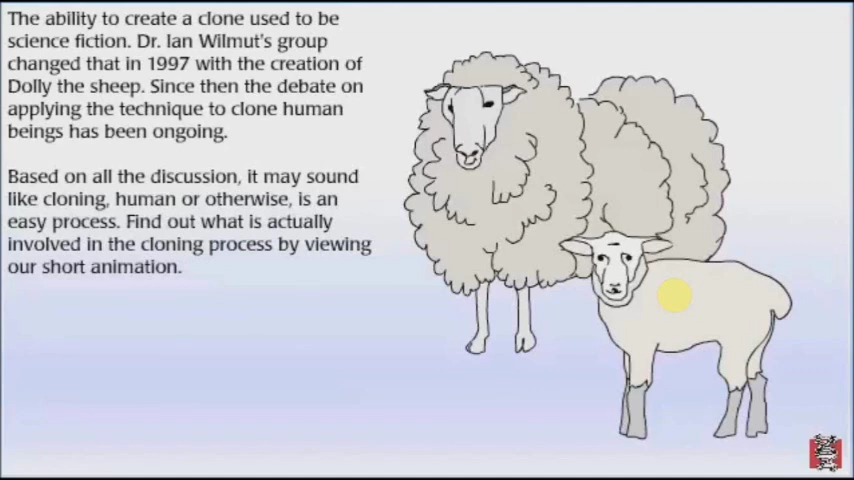 The ability to create a clone used to be
science fiction. Dr. Ian Wilmut's group
changed that in 1997 with the creation of
Dolly the sheep. Since then the debate on
applying the technique to clone human
beings has been ongoing.
Based on all the discussion, it may sound
like cloning, human or otherwise, is an
easy process. Find out what is actually
involved in the cloning process by viewing
our short animation.